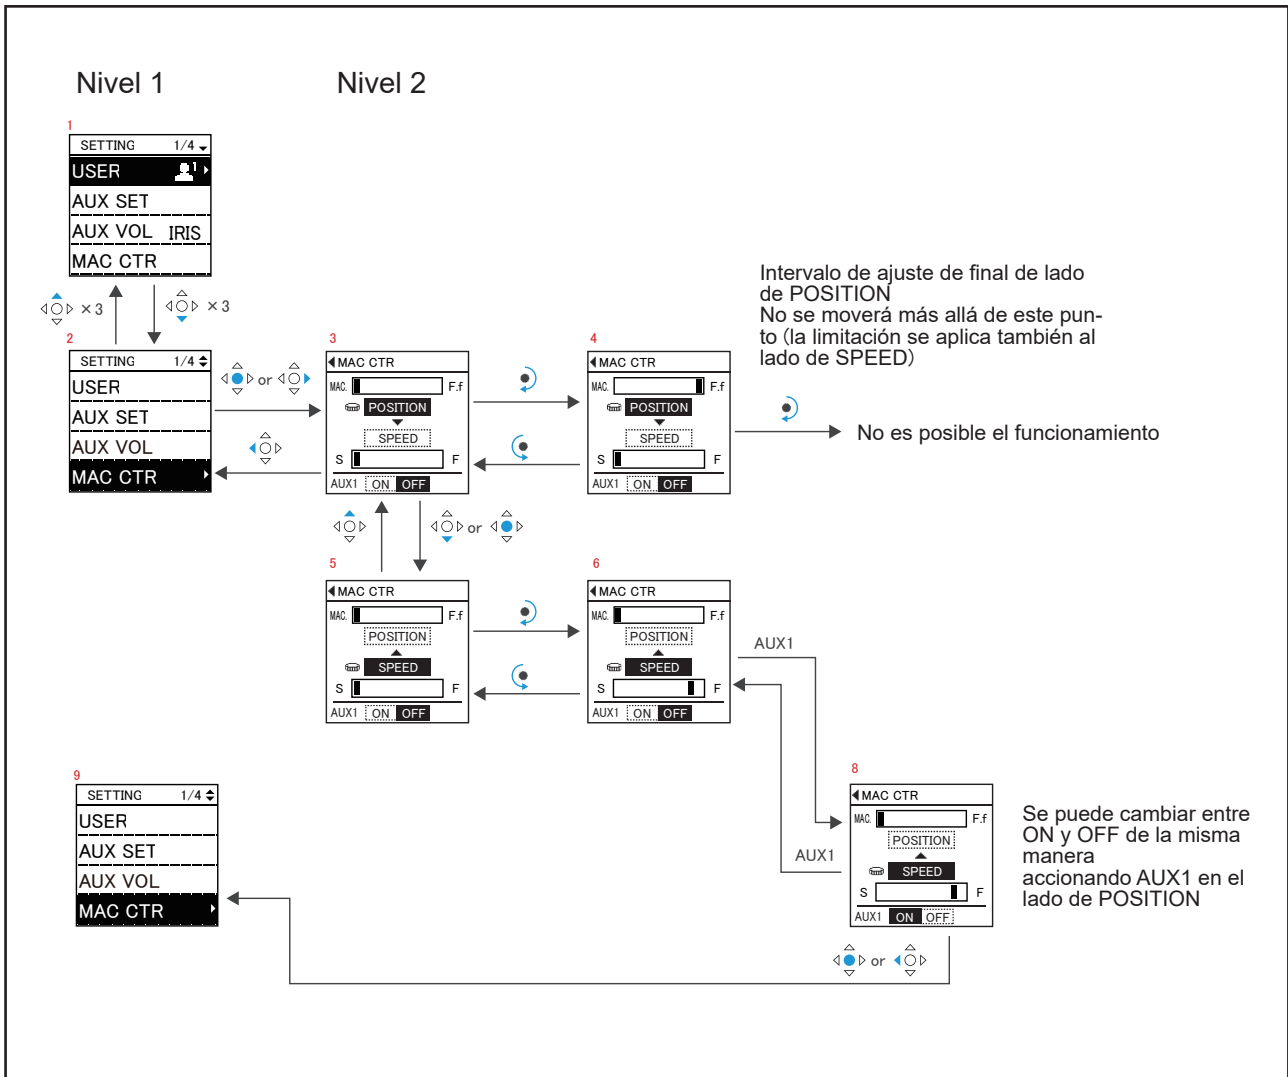 Nivel 1
Nivel 2
1
SETTING 1/4
USER 1
AUX SET
AUX VOL IRIS
MAC CTR
×3
×3
2
SETTING 1/4
USER
AUX SET
AUX VOL
MAC CTR
or
3
MAC CTR
MAC. F.f
POSITION
SPEED
S F
AUX1 ON OFF
4
MAC CTR
MAC. F.f
POSITION
SPEED
S F
AUX1 ON OFF
Intervalo de ajuste de final de lado
de POSITION
No se moverá más allá de este pun-
to (la limitación se aplica también al
lado de SPEED)
No es posible el funcionamiento
or
5
MAC CTR
MAC. F.f
POSITION
SPEED
S F
AUX1 ON OFF
6
MAC CTR
MAC. F.f
POSITION
SPEED
S F
AUX1 ON OFF
AUX1
AUX1
8
MAC CTR
MAC. F.f
POSITION
SPEED
S F
AUX1 ON OFF
Se puede cambiar entre
ON y OFF de la misma
manera
accionando AUX1 en el
lado de POSITION
or
9
SETTING 1/4
USER
AUX SET
AUX VOL
MAC CTR